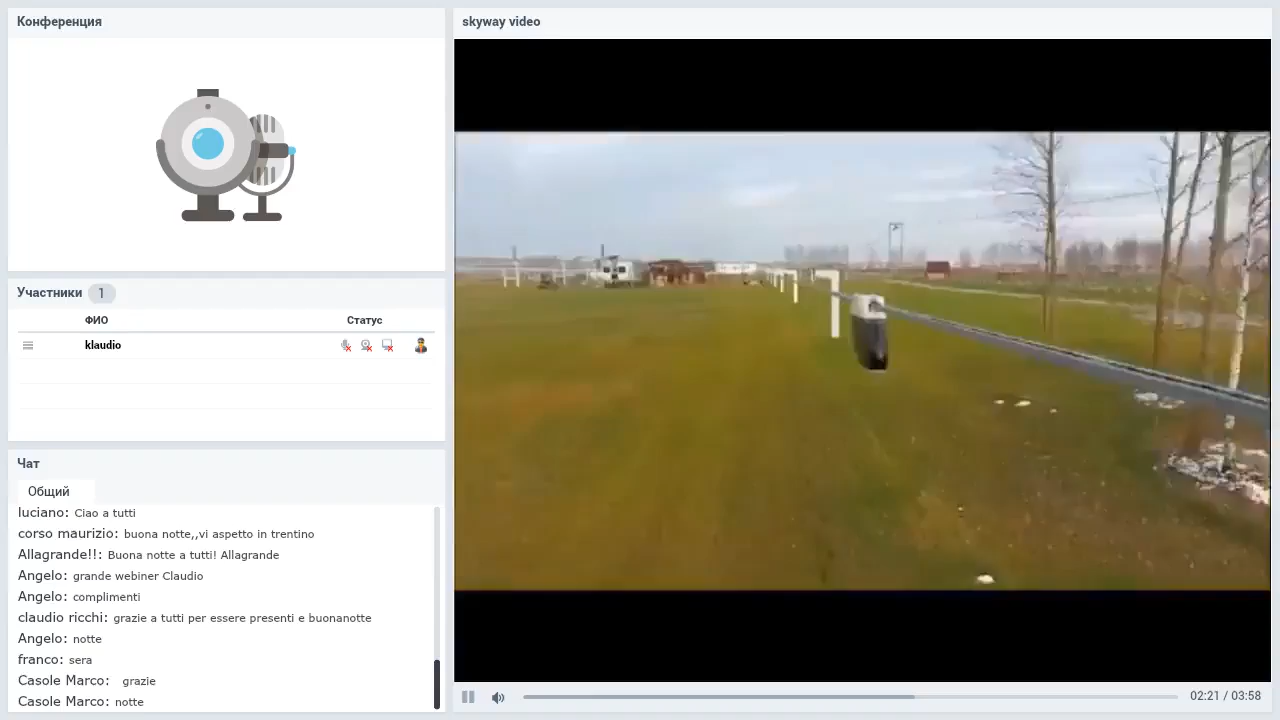 Конференция
skyway video
Участники 1
ФИО Статус
klaudio
Чат
Общий
luciano: Ciao a tutti
corso maurizio: buona notte,,vi aspetto in trentino
Allagrande!!: Buona notte a tutti! Allagrande
Angelo: grande webiner Claudio
Angelo: complimenti
claudio ricchi: grazie a tutti per essere presenti e buonanotte
Angelo: notte
franco: sera
Casole Marco: grazie
Casole Marco: notte
02:21 / 03:58